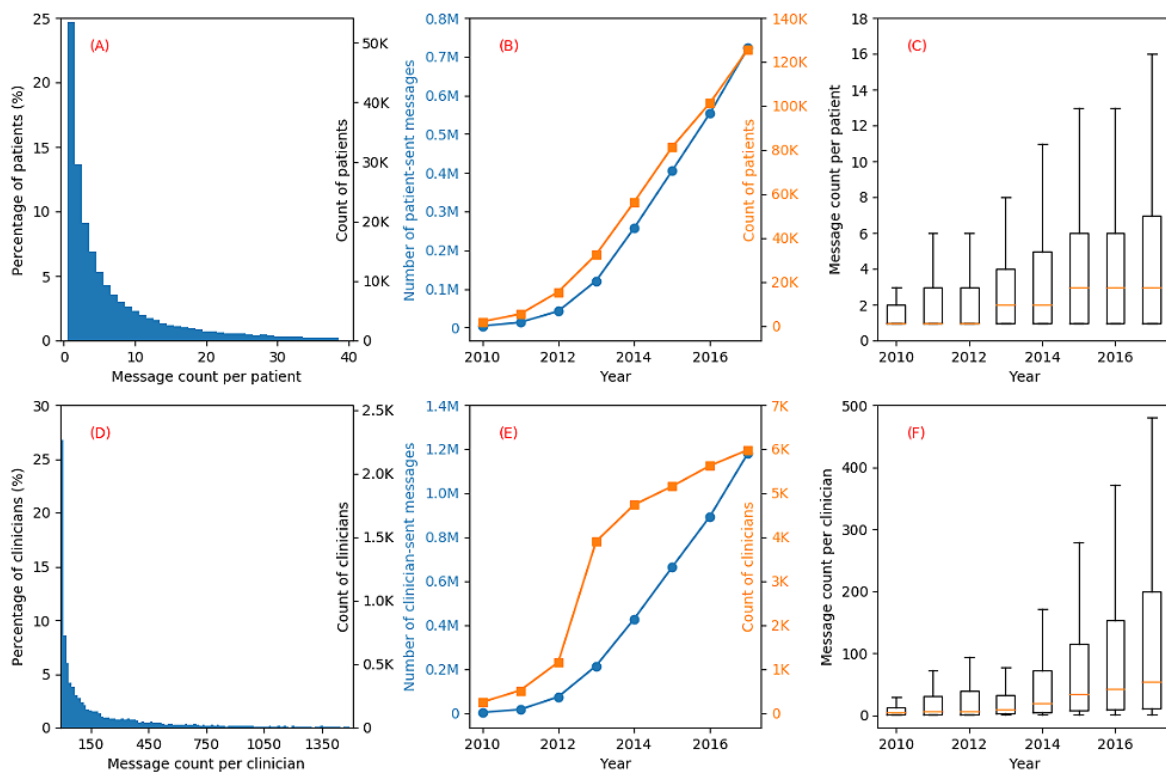 (A)
25
20
15
10
5
0
Percentage of patients (%)
50K
40K
30K
20K
10K
0
Count of patients
0 10 20 30 40
Message count per patient
(B)
0.8M
0.7M
0.6M
0.5M
0.4M
0.3M
0.2M
0.1M
0
Number of patient-sent messages
140K
120K
100K
80K
60K
40K
20K
0
Count of patients
2010 2012 2014 2016
Year
(C)
18
16
14
12
10
8
6
4
2
0
Message count per patient
2010 2012 2014 2016
Year
(D)
30
25
20
15
10
5
0
Percentage of clinicians (%)
2.5K
2.0K
1.5K
1.0K
0.5K
0
Count of clinicians
150 450 750 1050 1350
Message count per clinician
(E)
1.4M
1.2M
1.0M
0.8M
0.6M
0.4M
0.2M
0
Number of clinician-sent messages
7K
6K
5K
4K
3K
2K
1K
0
Count of clinicians
2010 2012 2014 2016
Year
(F)
500
400
300
200
100
0
Message count per clinician
2010 2012 2014 2016
Year